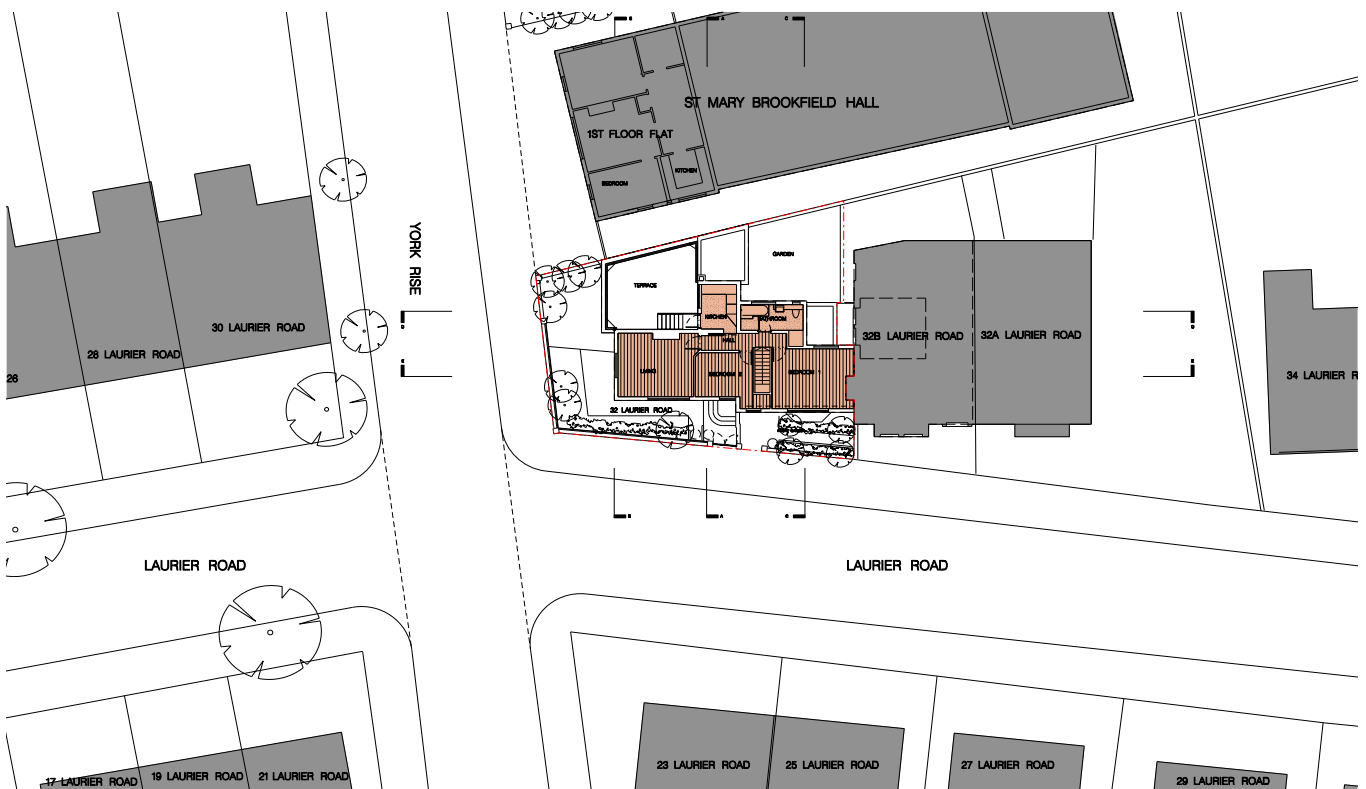 B
A
C
ST MARY BROOKFIELD HALL
1ST FLOOR FLAT
KITCHEN
BEDROOM
YORK RISE
GARDEN
TERRACE
KITCHEN
BATHROOM
30 LAURIER ROAD
28 LAURIER ROAD
26
HALL
32B LAURIER ROAD
32A LAURIER ROAD
LIVING
BEDROOM 2
BEDROOM 1
34 LAURIER R
32 LAURIER ROAD
D
D
E
E
B
A
C
LAURIER ROAD
LAURIER ROAD
17 LAURIER ROAD
19 LAURIER ROAD
21 LAURIER ROAD
23 LAURIER ROAD
25 LAURIER ROAD
27 LAURIER ROAD
29 LAURIER ROAD